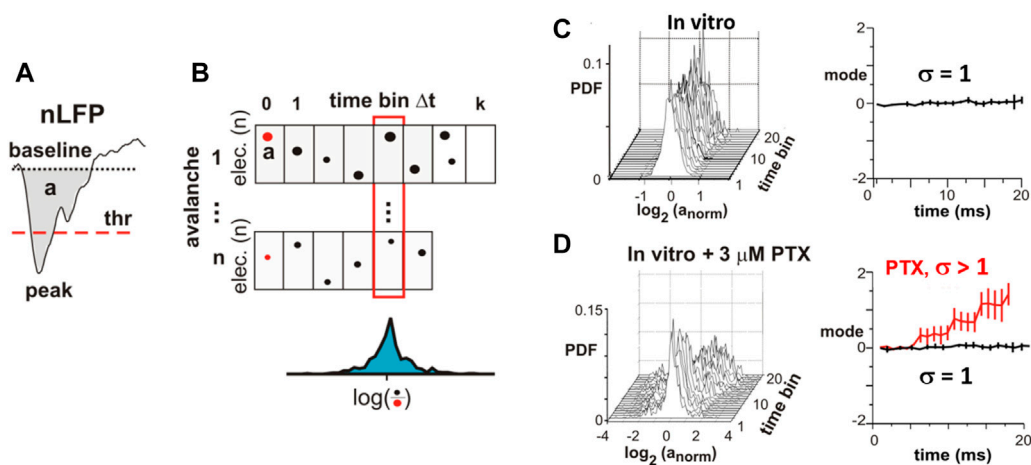 A
nLFP
baseline
a
thr
peak
B
0 1 time bin Δt k
avalanche
1
elec. (n)
a
...
...
n
elec. (n)
log(●/●)
C
In vitro
0.1
PDF
0
-1 0 1
log₂ (aₙₒᵣₘ)
1
10
20
time bin
2
mode
0
-2
σ = 1
0 10 20
time (ms)
D
In vitro + 3 μM PTX
0.15
PDF
0
-4 -2 0 2 4
log₂ (aₙₒᵣₘ)
1
10
20
time bin
2
mode
0
-2
PTX, σ > 1
σ = 1
0 10 20
time (ms)